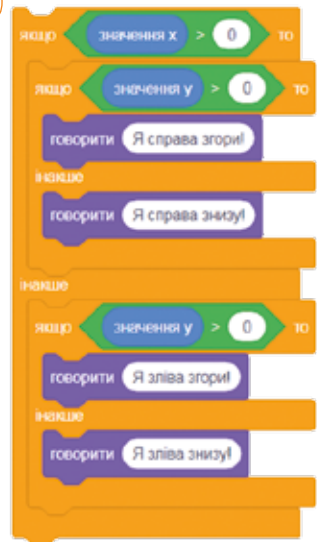 якщо значення x > 0 то
якщо значення y > 0 то
говорити Я справа згори!
інакше
говорити Я справа знизу!
інакше
якщо значення y > 0 то
говорити Я зліва згори!
інакше
говорити Я зліва знизу!